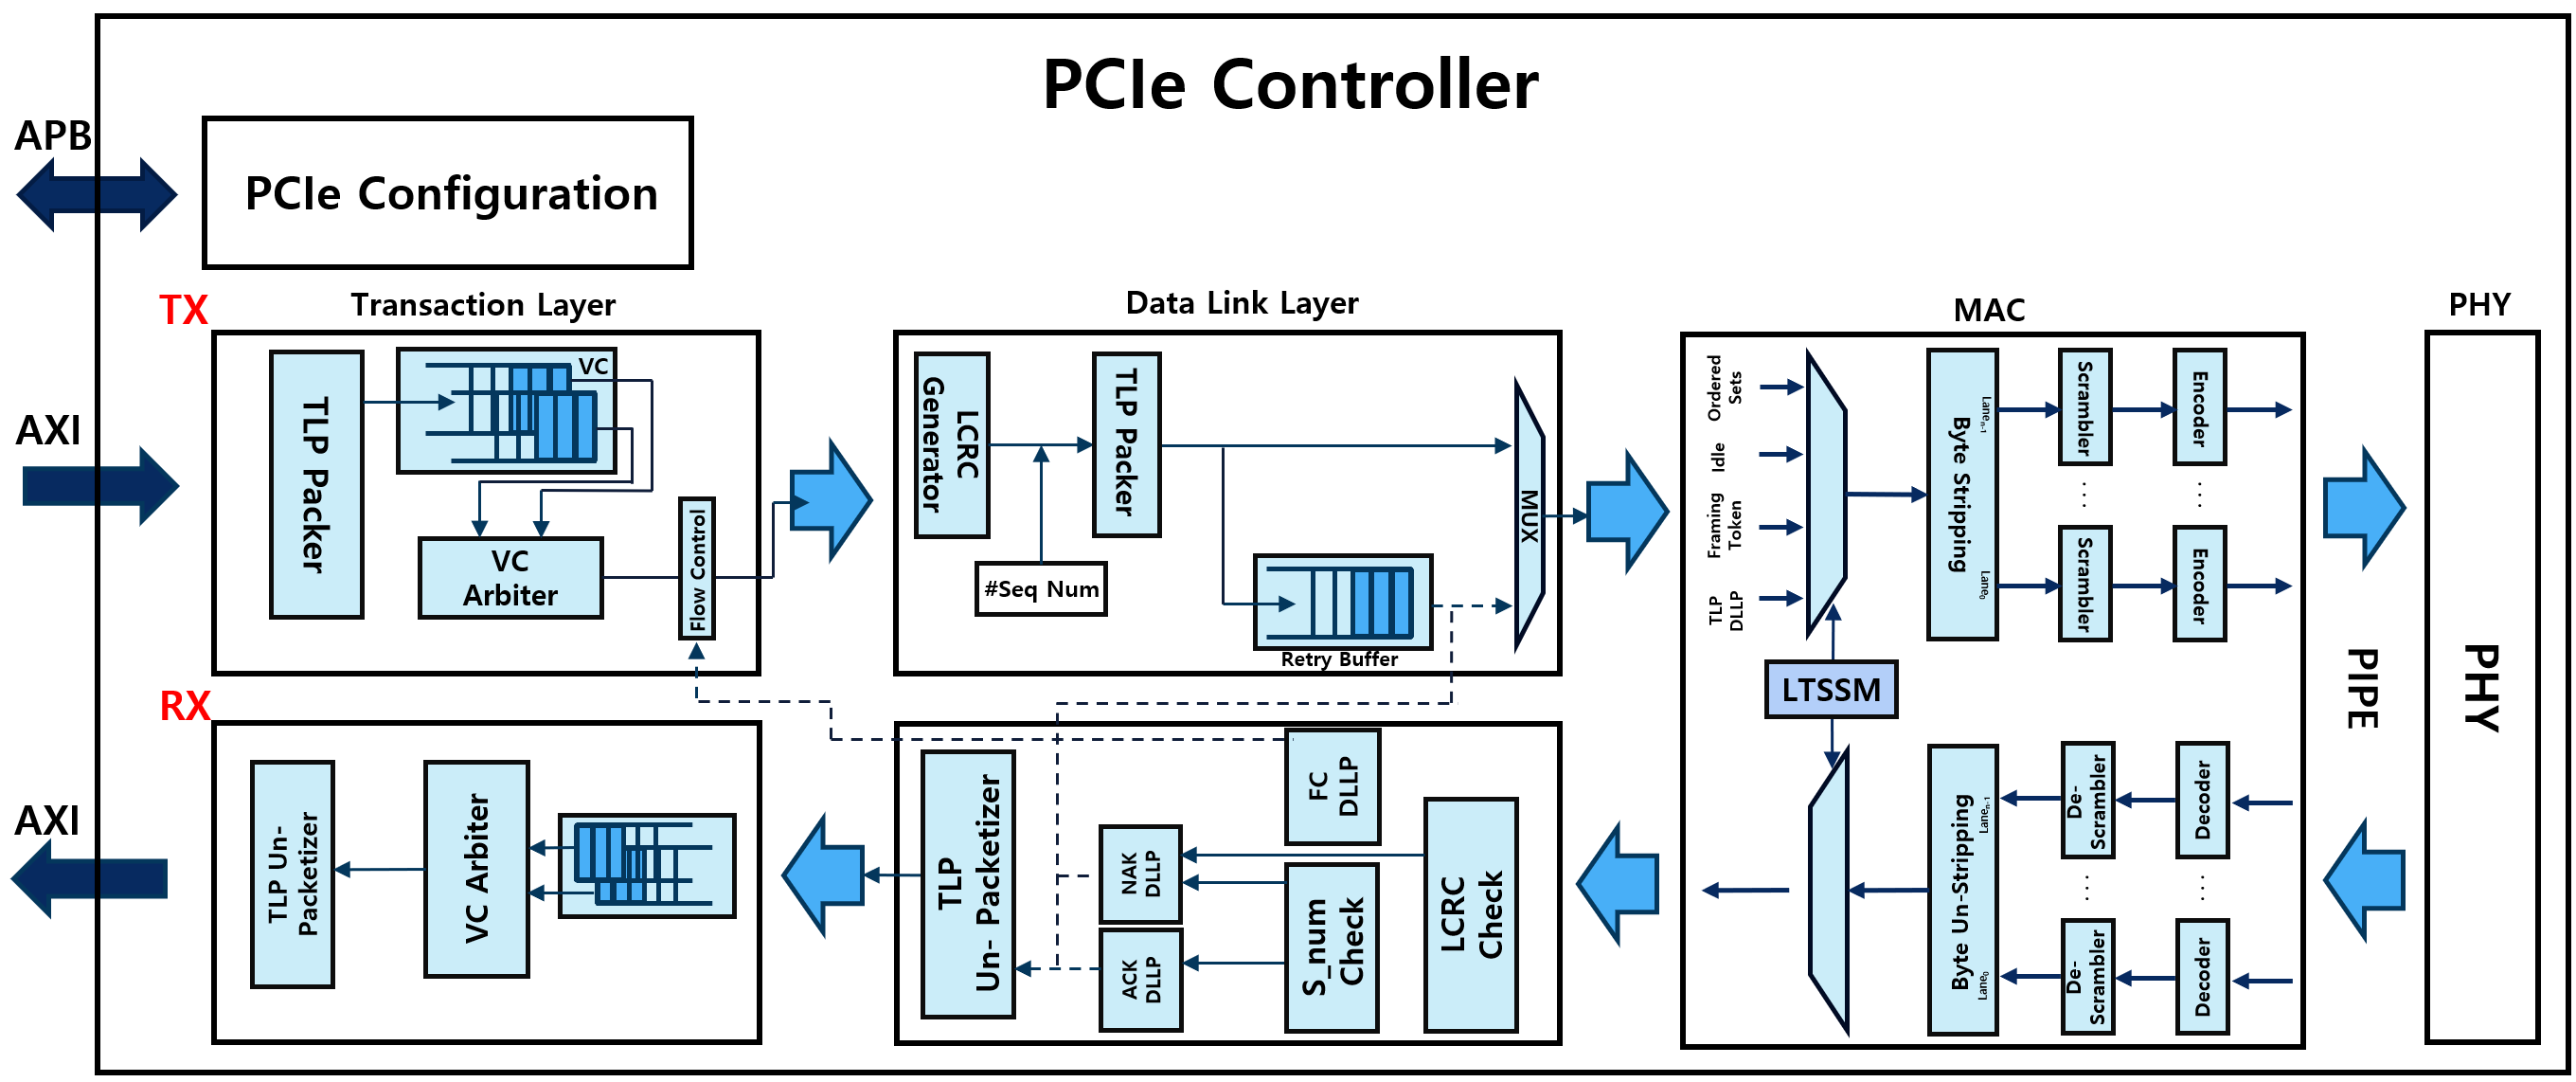 PCIe Controller
APB
PCIe Configuration
TX
Transaction Layer
Data Link Layer
MAC
PHY
AXI
TLP Packer
VC
VC
Arbiter
Flow Control
LCRC
Generator
#Seq Num
TLP Packer
Retry Buffer
MUX
Ordered
Sets
Idle
Framing
Token
TLP
DLLP
LTSSM
Byte Stripping
Lane n-1
Lane 0
Scrambler
...
Scrambler
Encoder
...
Encoder
PIPE
PHY
RX
AXI
TLP Un-
Packetizer
VC Arbiter
TLP
Un- Packetizer
NAK
DLLP
ACK
DLLP
FC
DLLP
S_num
Check
LCRC
Check
Byte Un-Stripping
Lane n-1
Lane 0
De-
Scrambler
...
De-
Scrambler
Decoder
...
Decoder